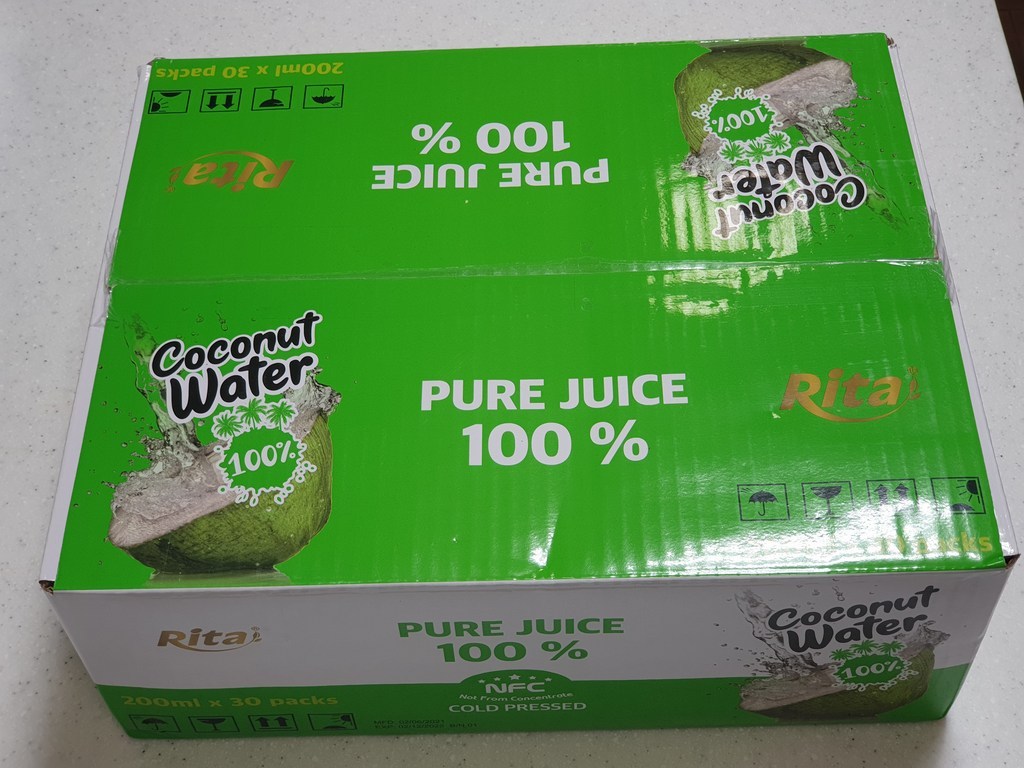 200ml x 30 packs
Rita
PURE JUICE
100 %
Coconut
Water
100%
Coconut
Water
100%
PURE JUICE
100 %
Rita
packs
Rita
PURE JUICE
100 %
NFC
Not From Concentrate
COLD PRESSED
200ml x 30 packs
Coconut
Water
100%